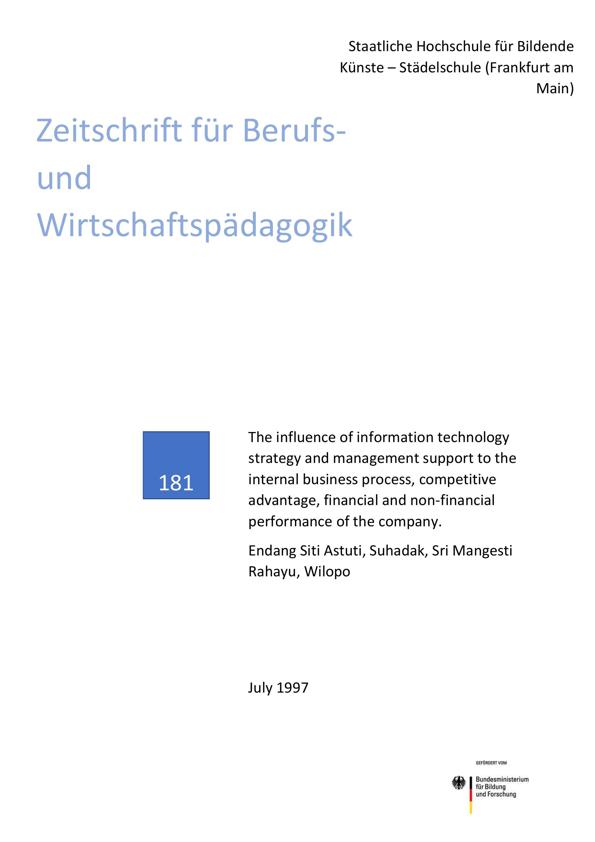 Staatliche Hochschule für Bildende
Künste – Städelschule (Frankfurt am
Main)
Zeitschrift für Berufs-
und
Wirtschaftspädagogik
181
The influence of information technology
strategy and management support to the
internal business process, competitive
advantage, financial and non-financial
performance of the company.
Endang Siti Astuti, Suhadak, Sri Mangesti
Rahayu, Wilopo
July 1997
GEFÖRDERT VOM
Bundesministerium
für Bildung
und Forschung